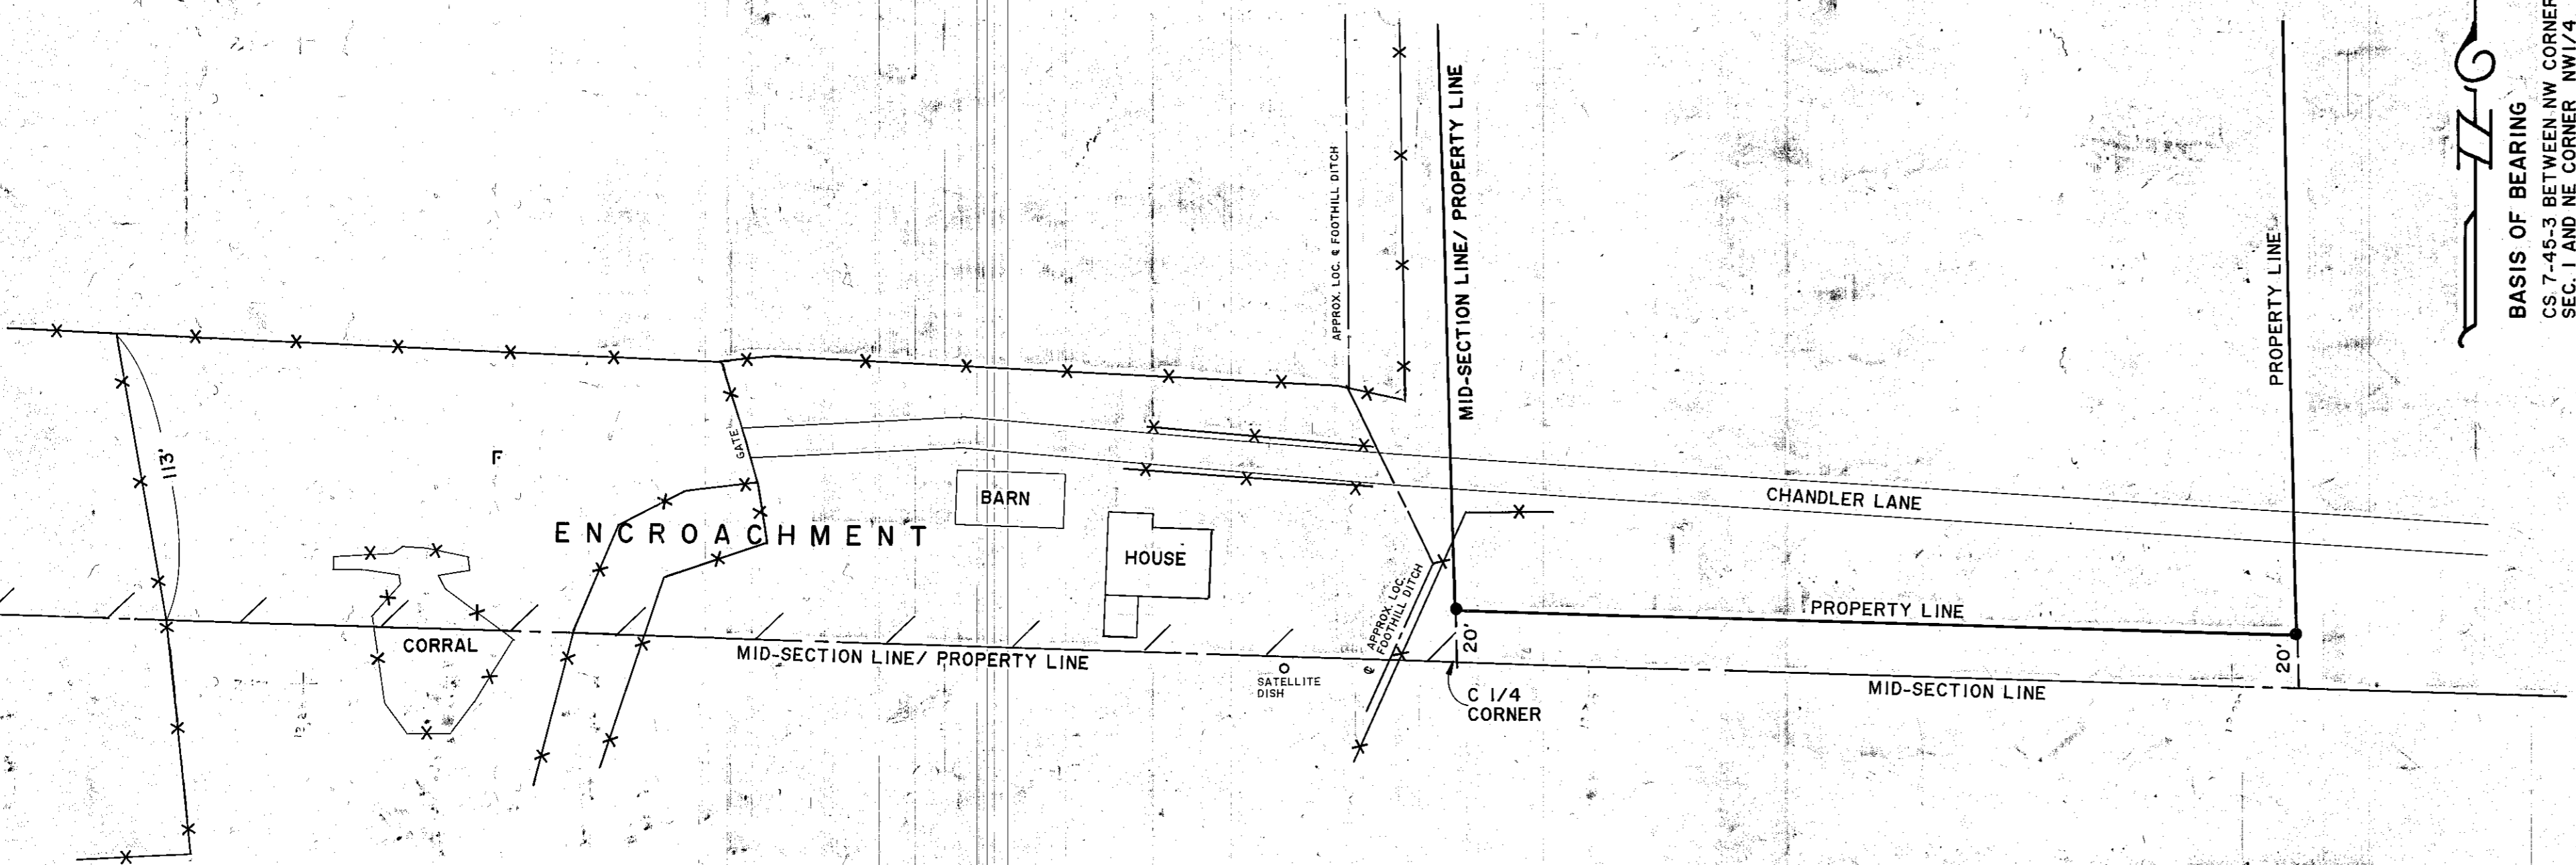 MID-SECTION LINE/ PROPERTY LINE
APPROX. LOC. ℄ FOOTHILL DITCH
PROPERTY LINE
BASIS OF BEARING
CS 7-45-3 BETWEEN NW CORNER
SEC. 11 AND NE CORNER NW1/4
113'
F
GATE
ENCROACHMENT
BARN
HOUSE
CHANDLER LANE
CORRAL
MID-SECTION LINE/ PROPERTY LINE
SATELLITE
DISH
℄ APPROX. LOC.
FOOTHILL DITCH
20'
C 1/4
CORNER
PROPERTY LINE
20'
MID-SECTION LINE